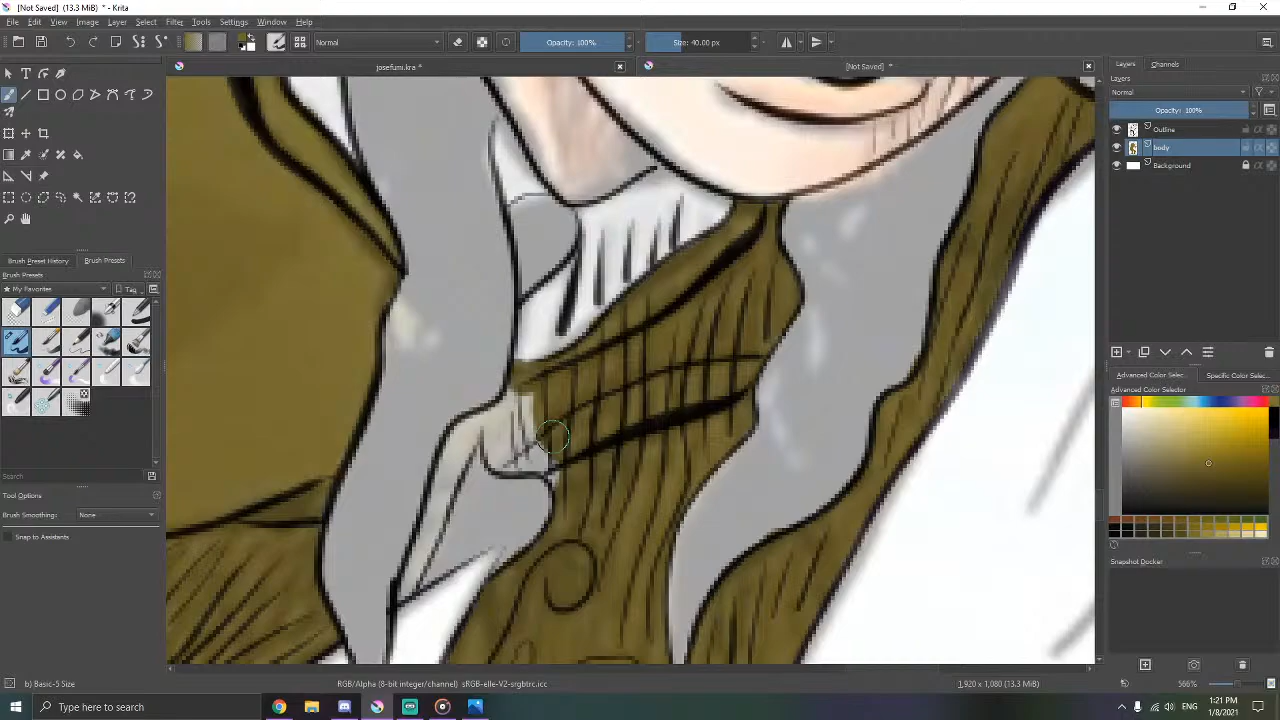 [Not Saved] (13.3 MiB) * - Krita
File Edit View Image Layer Select Filter Tools Settings Window Help
Normal Opacity: 100% Size: 40.00 px
josefumi.kra * [Not Saved] *
Layers Channels
Layers
Normal
Opacity: 100%
Outline
body
Background
Brush Preset History Brush Presets
Brush Presets
My Favorites Tag
Search
Tool Options
Brush Smoothing: None
Snap to Assistants
Advanced Color Selec... Specific Color Selec...
Advanced Color Selector
Snapshot Docker
b) Basic-5 Size RGB/Alpha (8-bit integer/channel) sRGB-elle-V2-srgbtrc.icc 1,920 x 1,080 (13.3 MiB) 566%
Type here to search ENG 1:21 PM
1/8/2021